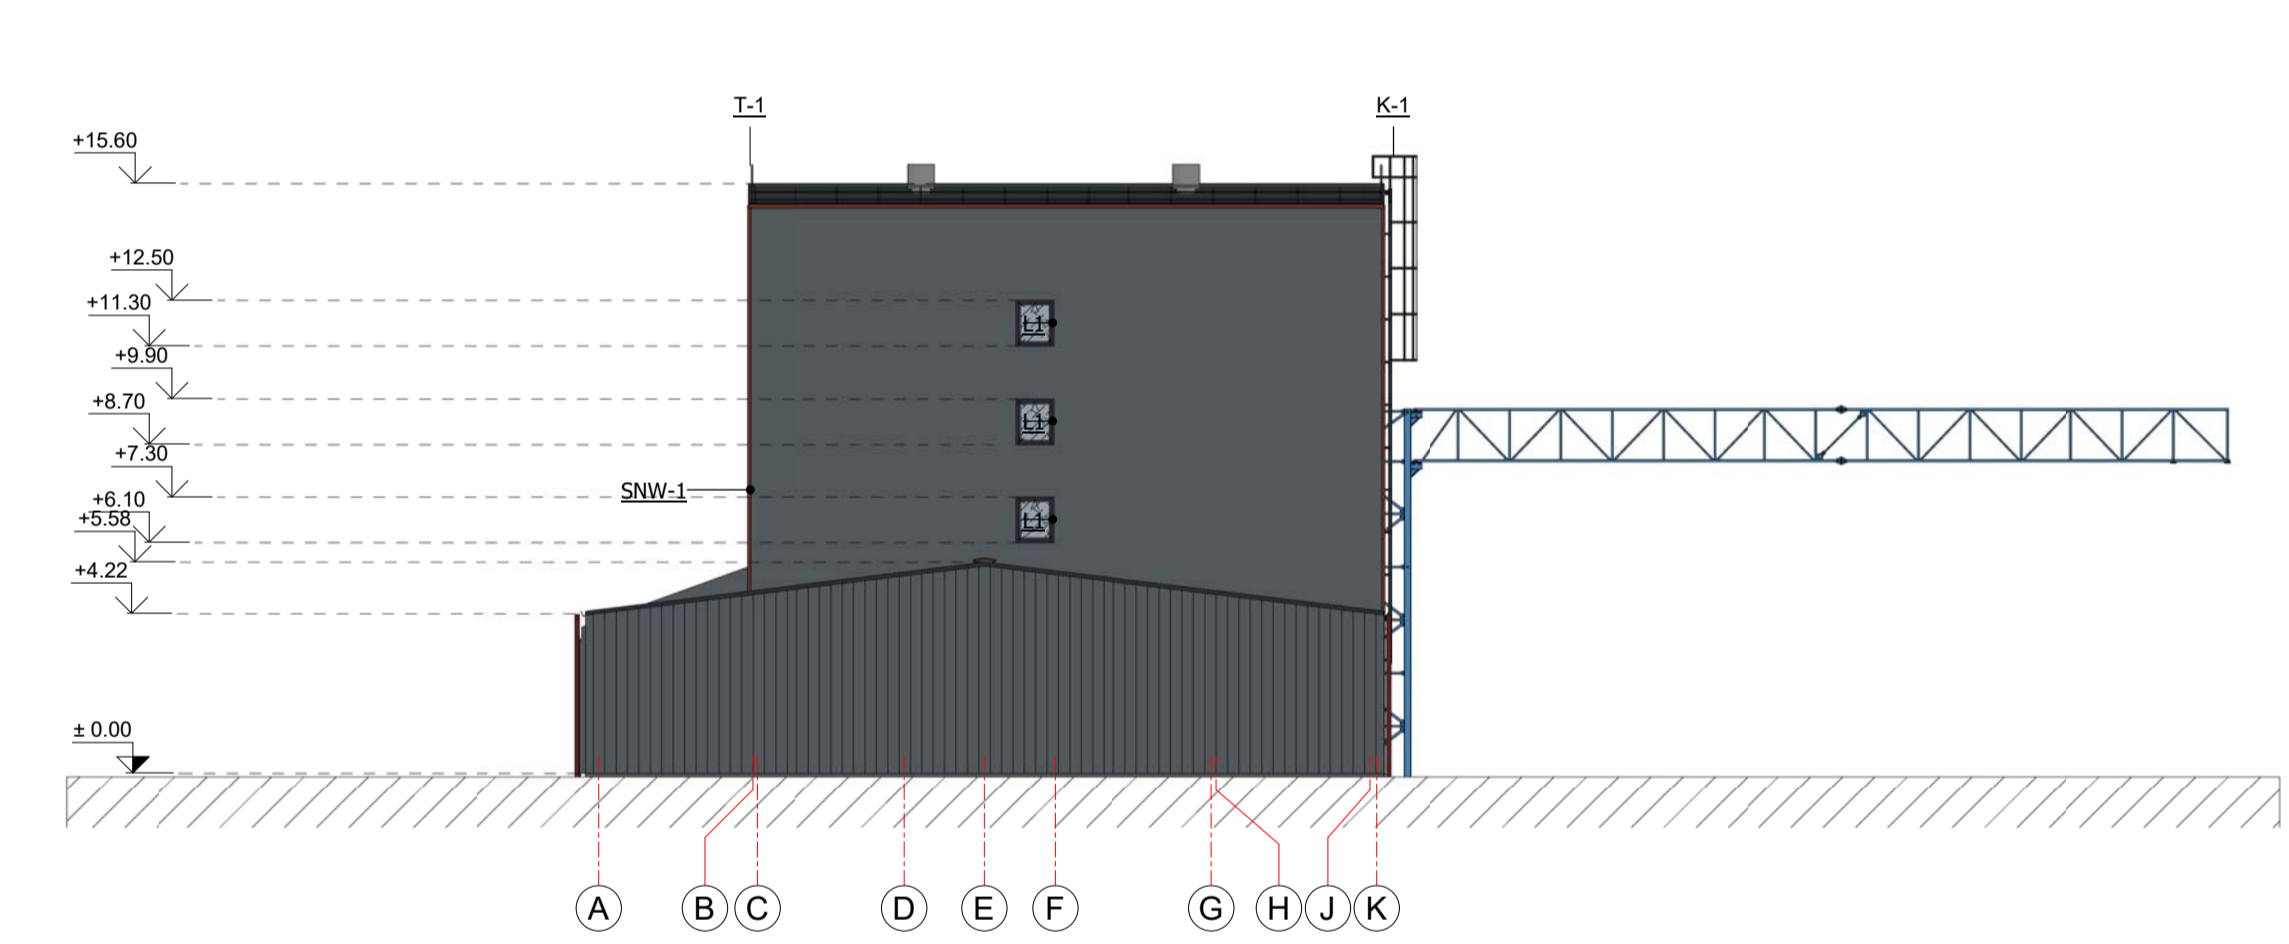 T-1
K-1
+15.60
+12.50
+11.30
+9.90
+8.70
+7.30
SNW-1
+6.10
+5.58
+4.22
± 0.00
L1
L1
L1
A
B
C
D
E
F
G
H
J
K